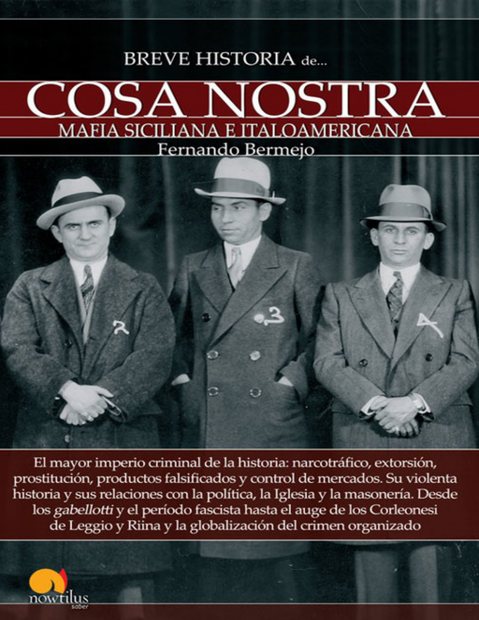 BREVE HISTORIA de...
COSA NOSTRA
MAFIA SICILIANA E ITALOAMERICANA
Fernando Bermejo
2
3
4
El mayor imperio criminal de la historia: narcotráfico, extorsión,
prostitución, productos falsificados y control de mercados. Su violenta
historia y sus relaciones con la política, la Iglesia y la masonería. Desde
los gabellotti y el período fascista hasta el auge de los Corleonesi
de Leggio y Riina y la globalización del crimen organizado
nowtilus
saber